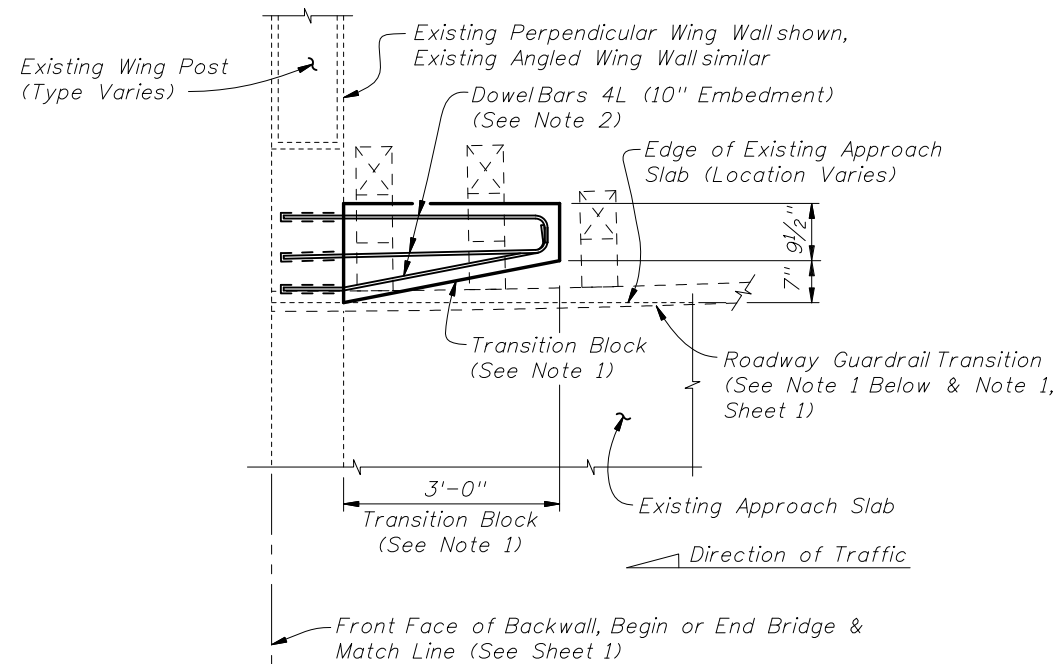 Existing Perpendicular Wing Wall shown,
Existing Angled Wing Wall similar
Existing Wing Post
(Type Varies)
Dowel Bars 4L (10" Embedment)
(See Note 2)
Edge of Existing Approach
Slab (Location Varies)
9½"
7"
Transition Block
(See Note 1)
Roadway Guardrail Transition
(See Note 1 Below & Note 1,
Sheet 1)
3'-0"
Transition Block
(See Note 1)
Existing Approach Slab
Direction of Traffic
Front Face of Backwall, Begin or End Bridge &
Match Line (See Sheet 1)